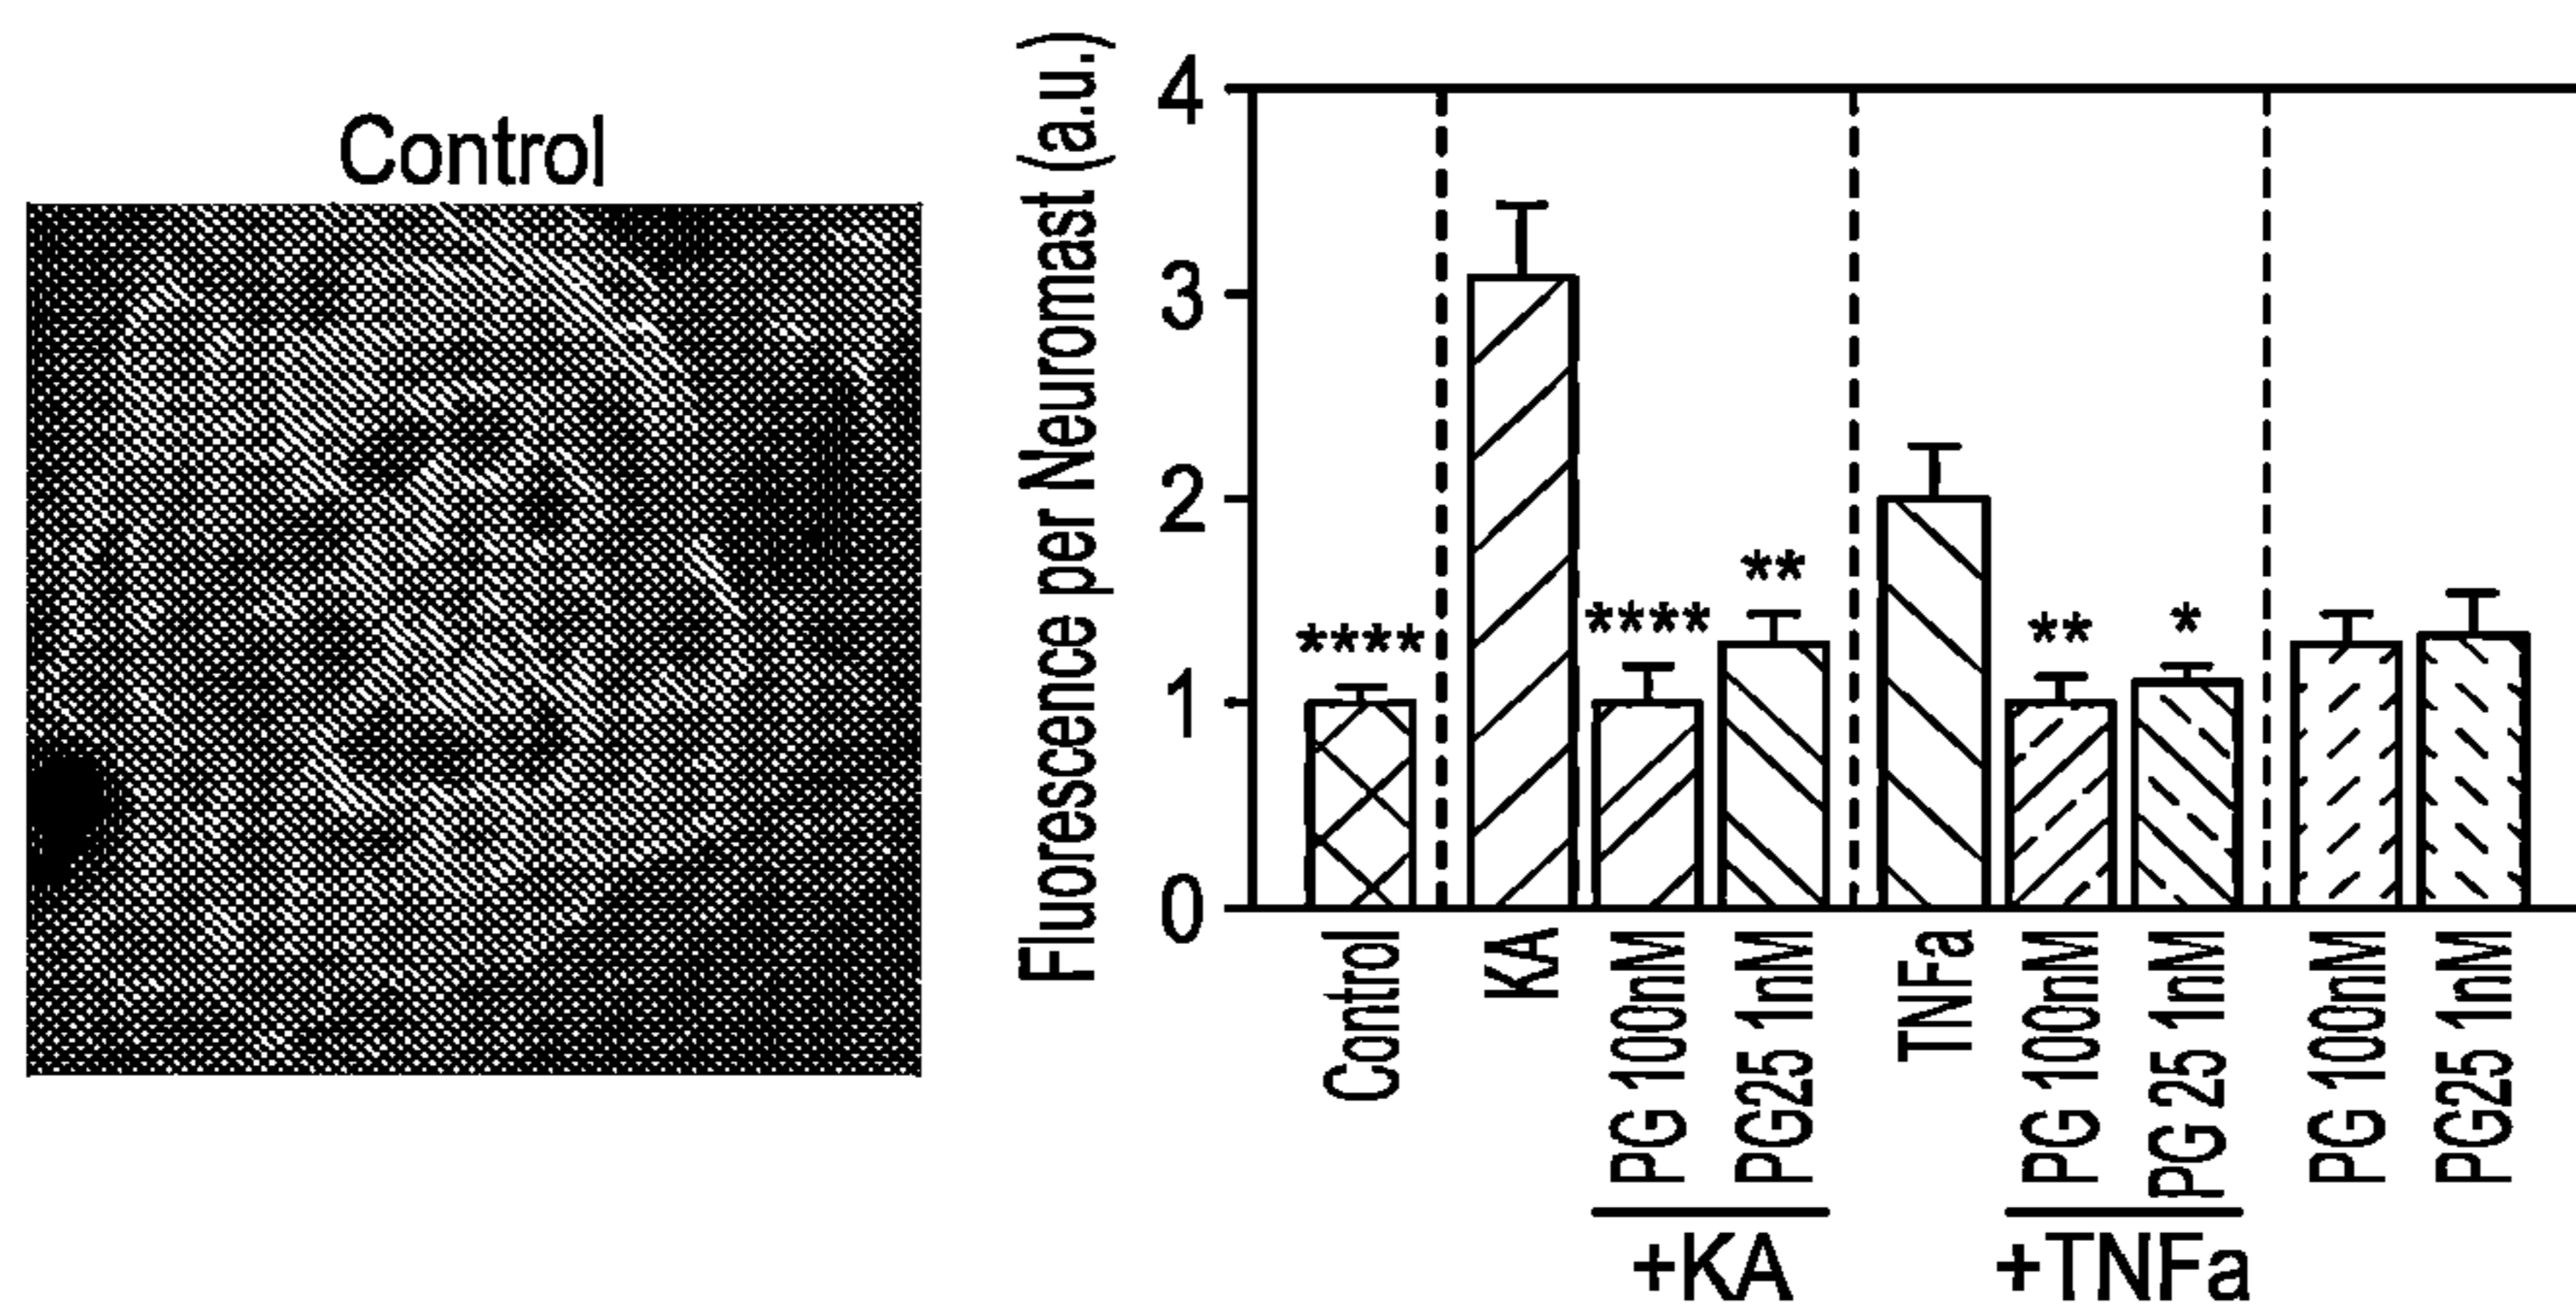 Control
Fluorescence per Neuromast (a.u.)
4
3
2
1
0
****
****
**
**
*
Control
KA
PG 100nM
PG25 1nM
TNFa
PG 100nM
PG 25 1nM
PG 100nM
PG25 1nM
+KA
+TNFa